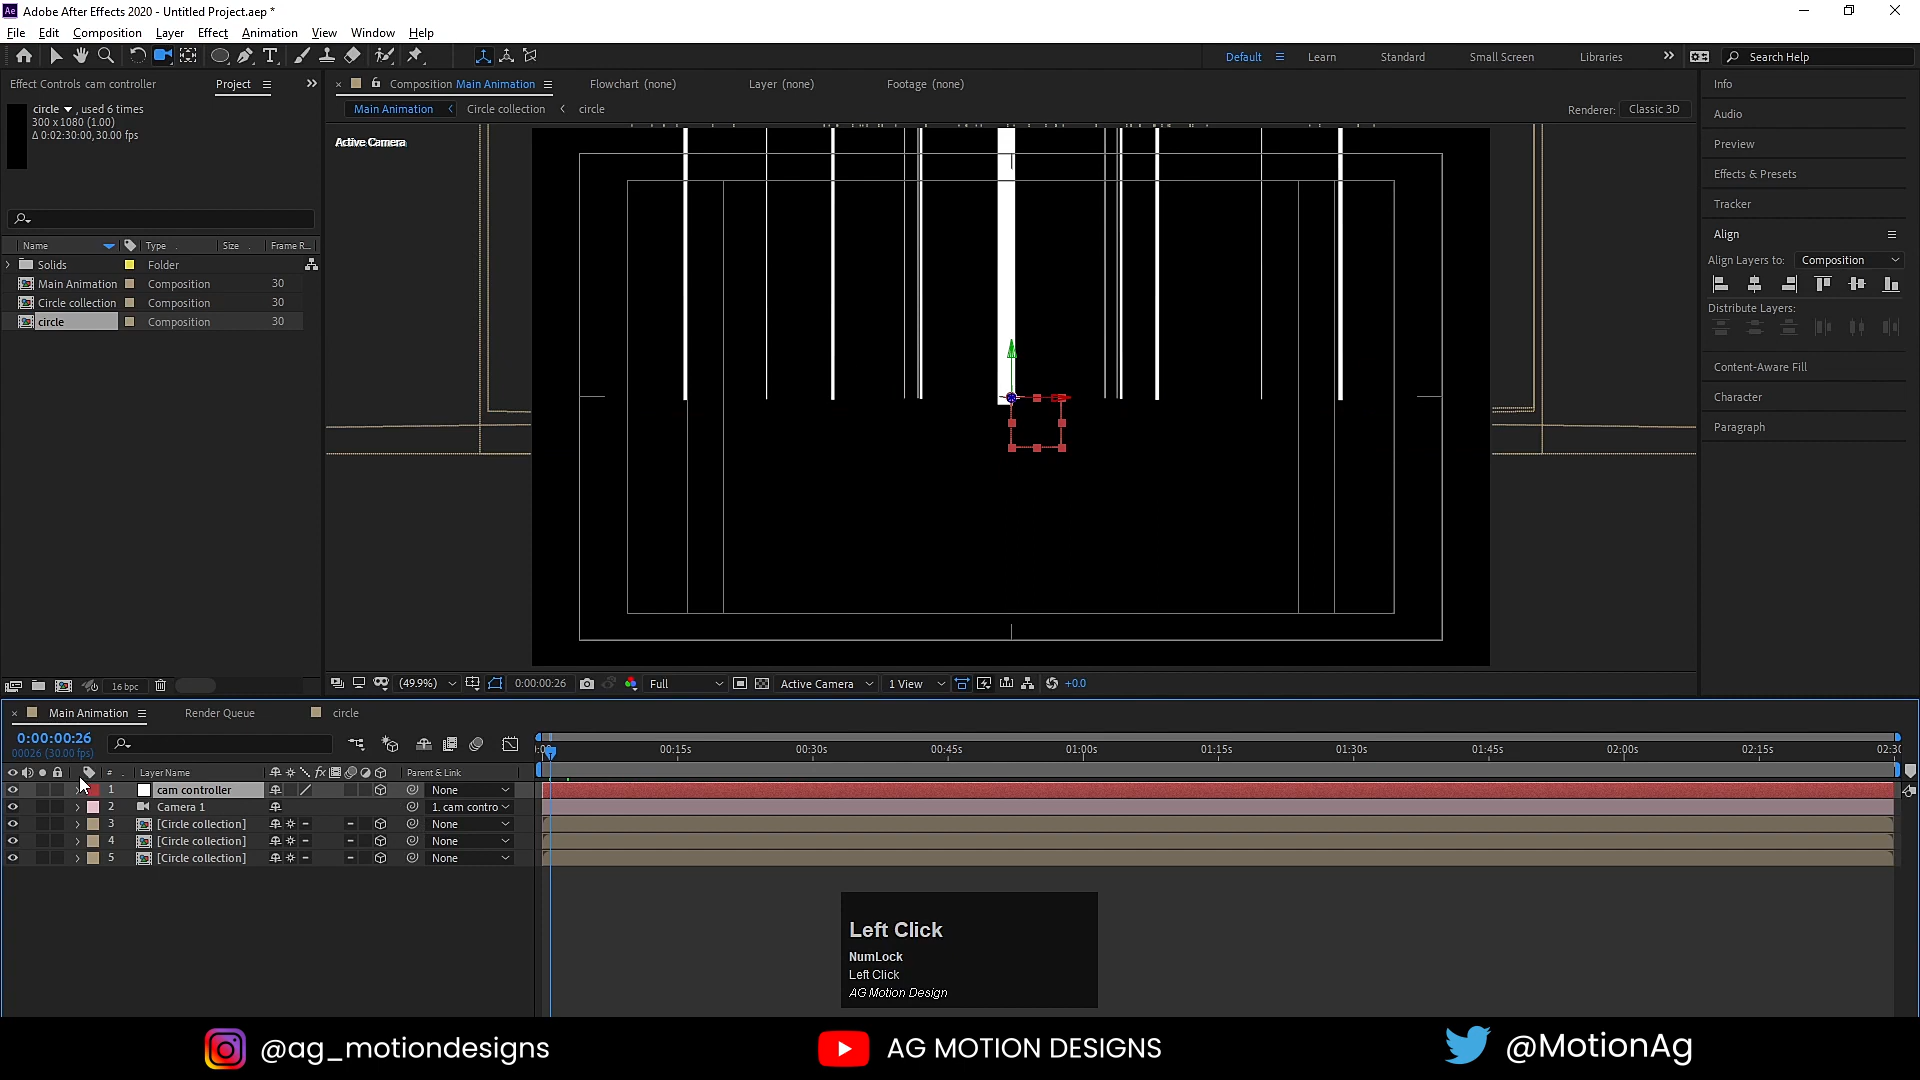 Adobe After Effects 2020 - Untitled Project.aep *
File Edit Composition Layer Effect Animation View Window Help
Default Learn Standard Small Screen Libraries Search Help
Effect Controls cam controller Project
Composition Main Animation Flowchart (none) Layer (none) Footage (none)
Main Animation Circle collection circle
Renderer: Classic 3D
circle , used 6 times
300 x 1080 (1.00)
Δ 0:02:30:00, 30.00 fps
Active Camera
Name Type Size Frame R...
Solids Folder
Main Animation Composition 30
Circle collection Composition 30
circle Composition 30
16 bpc
(49.9%) 0:00:00:26 Full Active Camera 1 View +0.0
Info
Audio
Preview
Effects & Presets
Tracker
Align
Align Layers to: Composition
Distribute Layers:
Content-Aware Fill
Character
Paragraph
Main Animation Render Queue circle
0:00:00:26
00026 (30.00 fps)
00:15s 00:30s 00:45s 01:00s 01:15s 01:30s 01:45s 02:00s 02:15s 02:30
# Layer Name Parent & Link
1 cam controller None
2 Camera 1 1. cam contro
3 [Circle collection] None
4 [Circle collection] None
5 [Circle collection] None
Left Click
NumLock
Left Click
AG Motion Design
@ag_motiondesigns AG MOTION DESIGNS @MotionAg